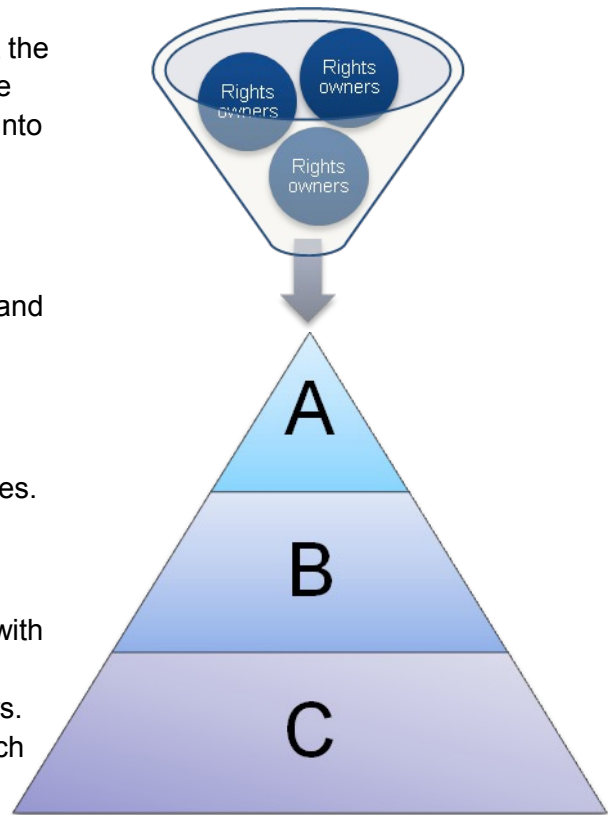 the
e
nto
and
es.
with
s.
ch
Rights
owners
Rights
owners
Rights
owners
A
B
C